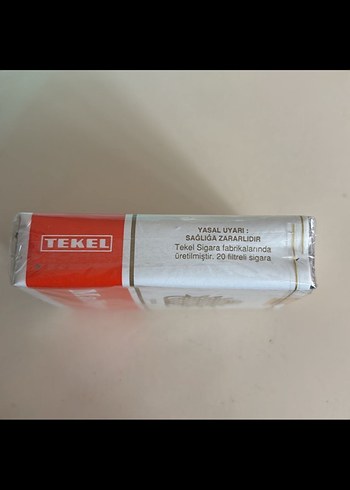 TEKEL
YASAL UYARI :
SAĞLIĞA ZARARLIDIR
Tekel Sigara fabrikalarında
üretilmiştir. 20 filtreli sigara